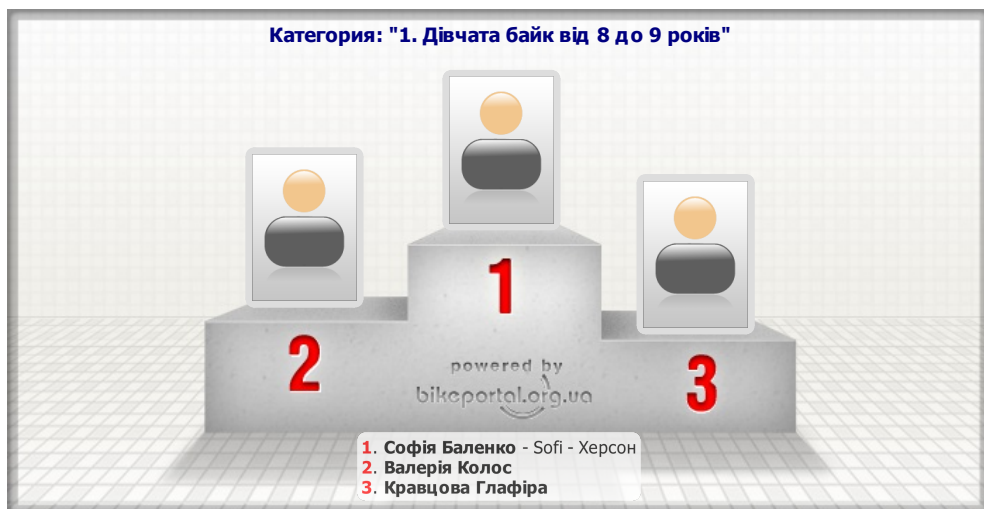 Категория: "1. Дівчата байк від 8 до 9 років"
1
2
3
powered by
bikeportal.org.ua
1. Софія Баленко - Sofi - Херсон
2. Валерія Колос
3. Кравцова Глафіра